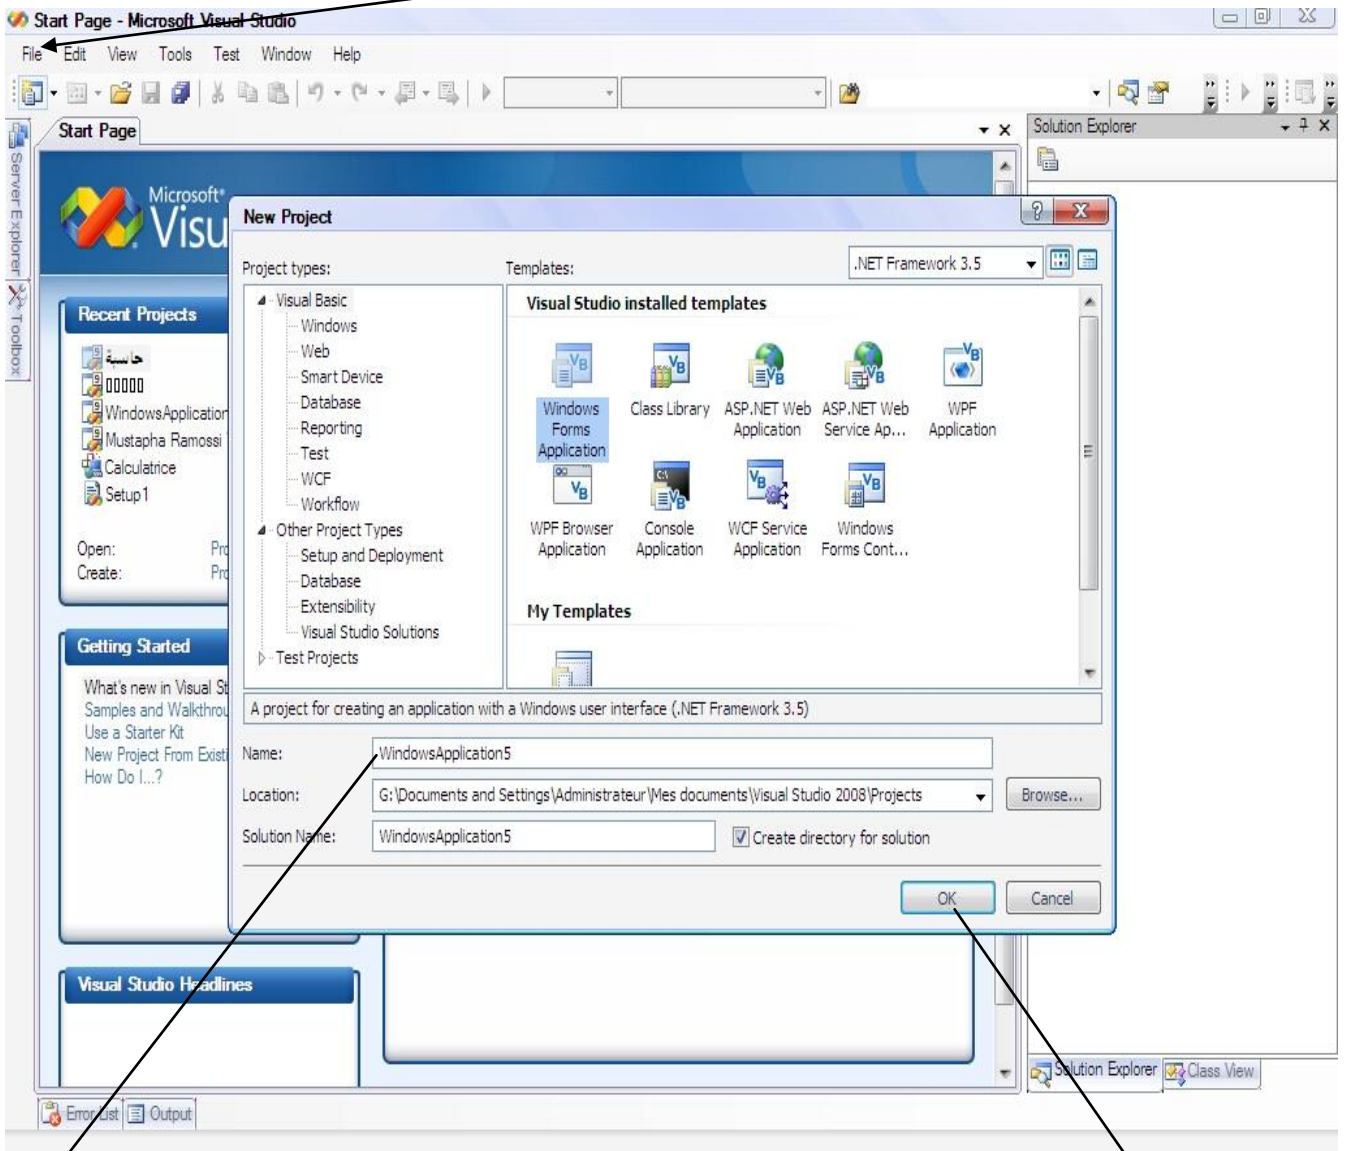 Start Page - Microsoft Visual Studio
File Edit View Tools Test Window Help
Start Page
Solution Explorer
Server Explorer
Toolbox
Microsoft
Visu
Recent Projects
حاسبة
WindowsApplication
Mustapha Ramossi
Calculatrice
Setup1
Open: Pro
Create: Pro
Getting Started
What's new in Visual St
Samples and Walkthrou
Use a Starter Kit
New Project From Existi
How Do I...?
Visual Studio Headlines
New Project
Project types:
Templates:
.NET Framework 3.5
Visual Basic
Windows
Web
Smart Device
Database
Reporting
Test
WCF
Workflow
Other Project Types
Setup and Deployment
Database
Extensibility
Visual Studio Solutions
Test Projects
Visual Studio installed templates
Windows Forms Application
Class Library
ASP.NET Web Application
ASP.NET Web Service Ap...
WPF Application
WPF Browser Application
Console Application
WCF Service Application
Windows Forms Cont...
My Templates
A project for creating an application with a Windows user interface (.NET Framework 3.5)
Name: WindowsApplication5
Location: G:\Documents and Settings\Administrateur\Mes documents\Visual Studio 2008\Projects Browse...
Solution Name: WindowsApplication5 Create directory for solution
OK Cancel
Solution Explorer Class View
Error List Output